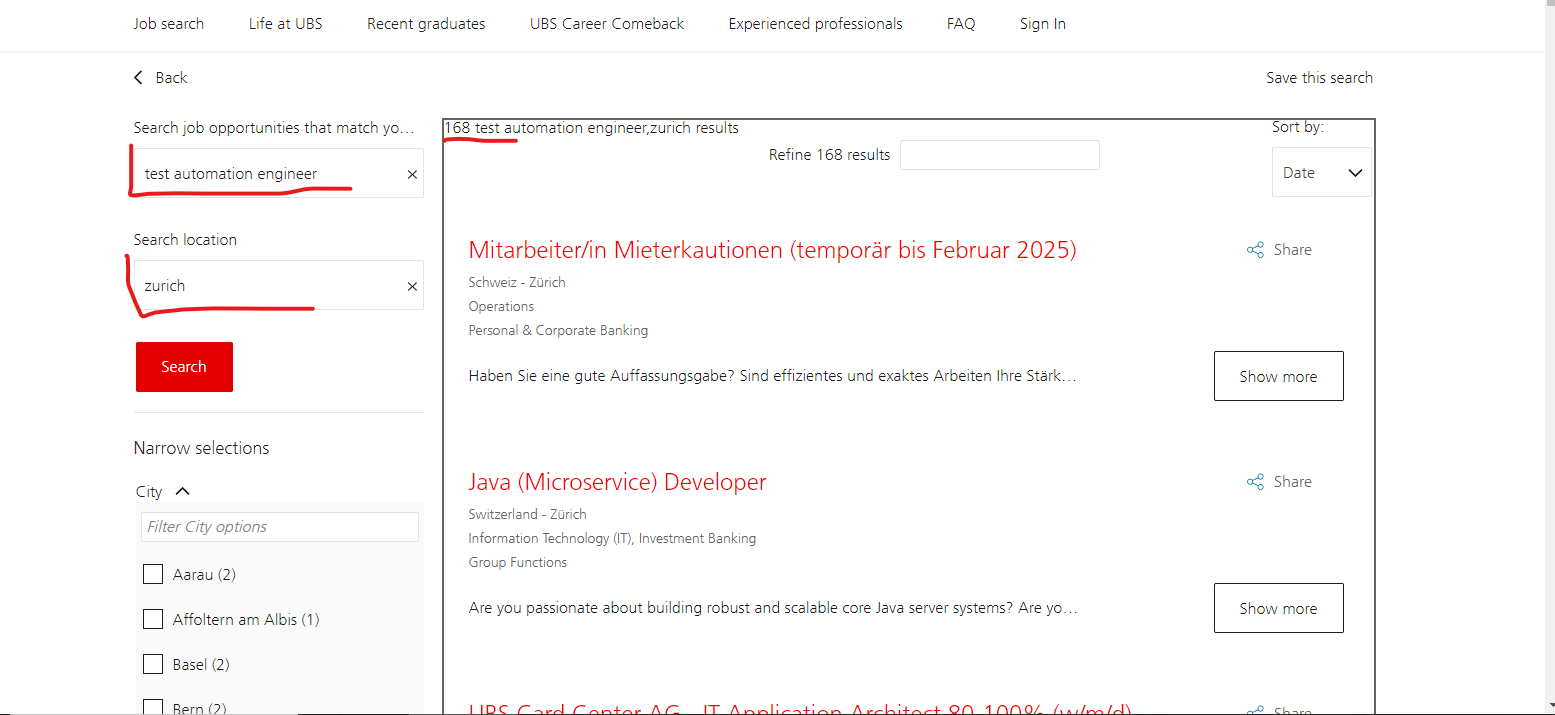 Job search Life at UBS Recent graduates UBS Career Comeback Experienced professionals FAQ Sign In
Back
Save this search
Search job opportunities that match yo...
test automation engineer
Search location
zurich
Search
Narrow selections
City
Filter City options
Aarau (2)
Affoltern am Albis (1)
Basel (2)
Bern (2)
168 test automation engineer,zurich results
Sort by:
Refine 168 results
Date
Mitarbeiter/in Mieterkautionen (temporär bis Februar 2025)
Share
Schweiz - Zürich
Operations
Personal & Corporate Banking
Haben Sie eine gute Auffassungsgabe? Sind effizientes und exaktes Arbeiten Ihre Stärk...
Show more
Java (Microservice) Developer
Share
Switzerland - Zürich
Information Technology (IT), Investment Banking
Group Functions
Are you passionate about building robust and scalable core Java server systems? Are yo...
Show more
UBS Card Center AG - IT Application Architect 80-100% (w/m/d)
Share